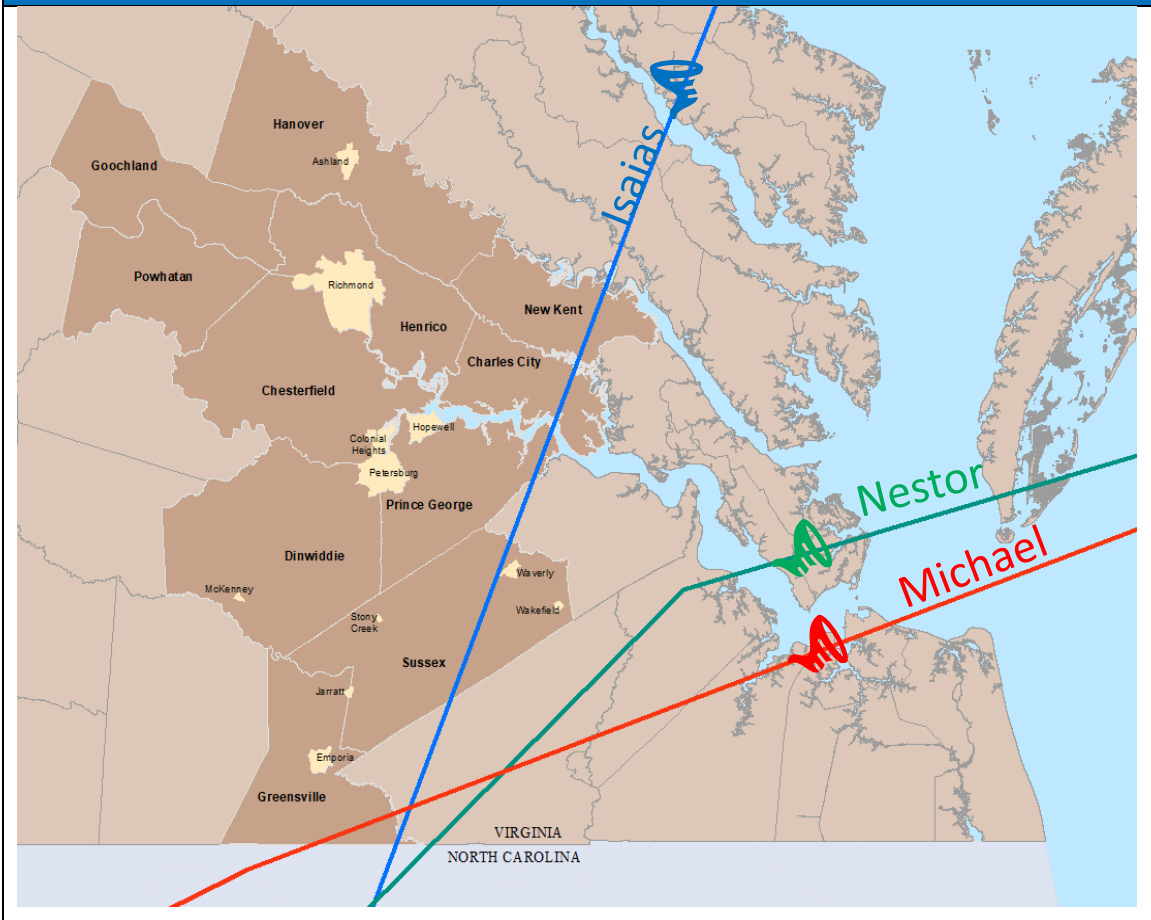 Isaias
Hanover
Ashland
Goochland
Powhatan
Richmond
New Kent
Henrico
Charles City
Chesterfield
Hopewell
Colonial
Heights
Petersburg
Nestor
Prince George
Michael
Dinwiddie
Waverly
McKenney
Wakefield
Stony
Creek
Sussex
Jarratt
Emporia
Greensville
VIRGINIA
NORTH CAROLINA